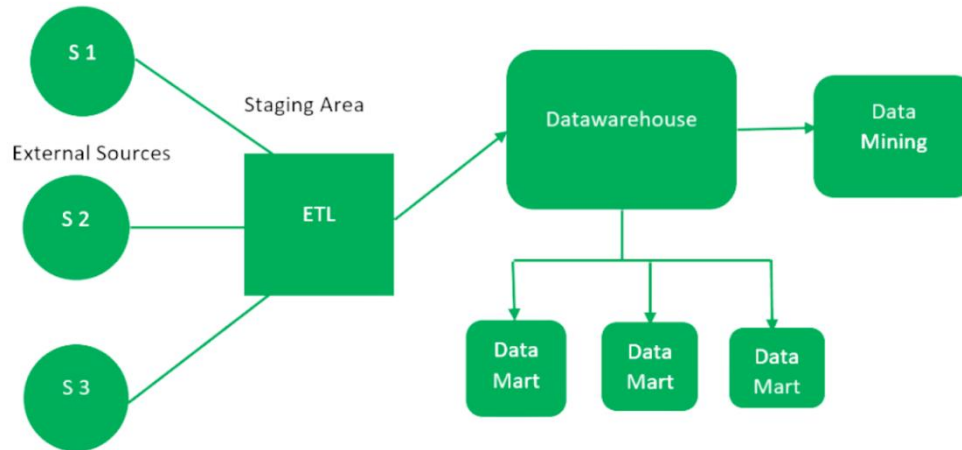 S 1
Staging Area
External Sources
S 2
ETL
S 3
Datawarehouse
Data
Mining
Data
Mart
Data
Mart
Data
Mart